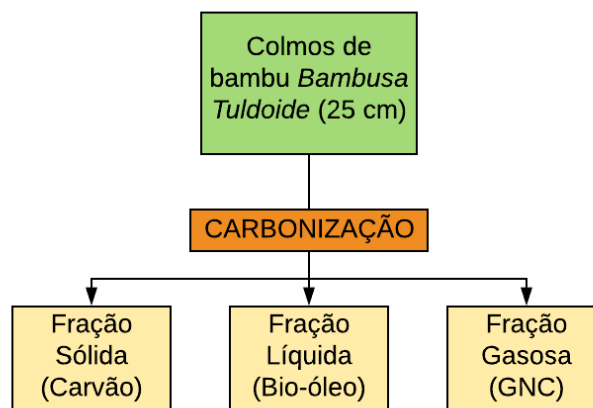 Colmos de
bambu Bambusa
Tuldoide (25 cm)
CARBONIZAÇÃO
Fração
Sólida
(Carvão)
Fração
Líquida
(Bio-óleo)
Fração
Gasosa
(GNC)